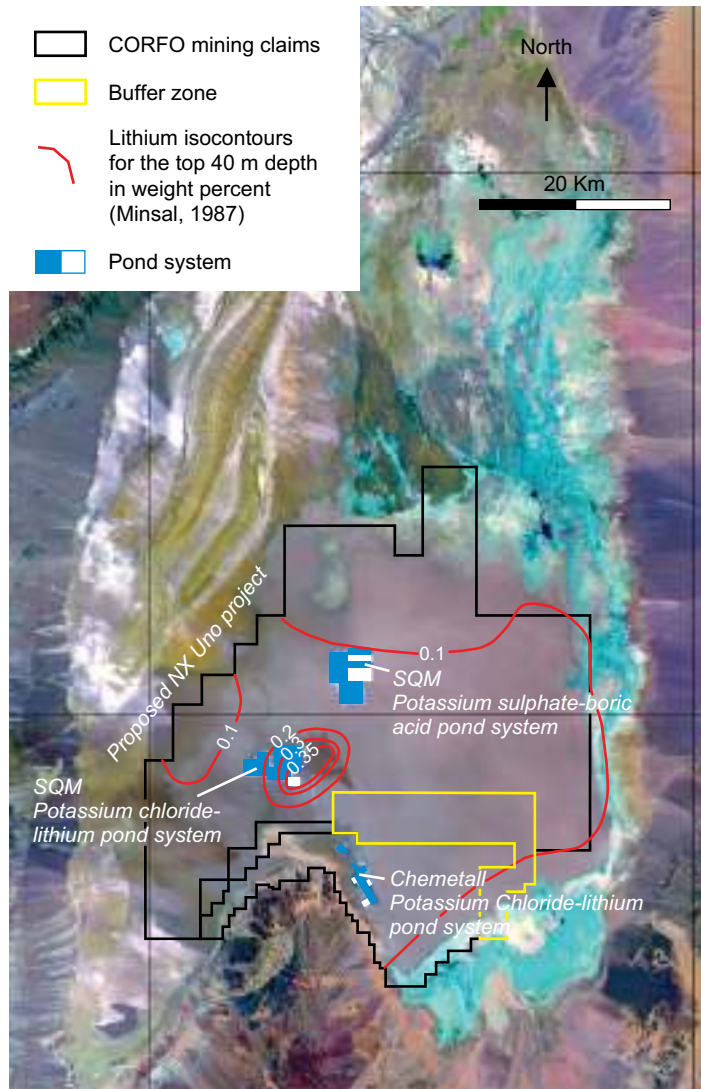 CORFO mining claims
Buffer zone
Lithium isocontours
for the top 40 m depth
in weight percent
(Minsal, 1987)
Pond system
North
20 Km
Proposed NX Uno project
0.1
SQM
Potassium sulphate-boric
acid pond system
0.1
0.2
0.3
0.35
SQM
Potassium chloride-
lithium pond system
Chemetall
Potassium Chloride-lithium
pond system